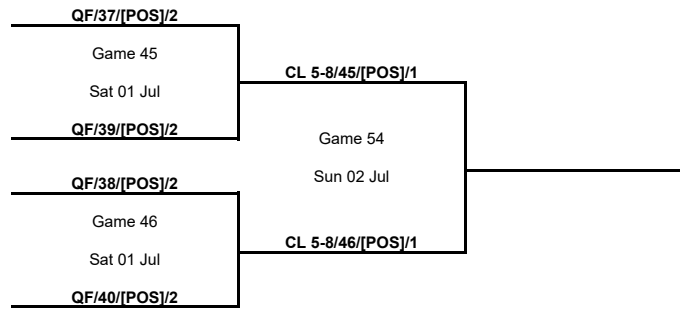 QF/37/[POS]/2
Game 45
Sat 01 Jul
QF/39/[POS]/2
CL 5-8/45/[POS]/1
Game 54
Sun 02 Jul
QF/38/[POS]/2
Game 46
Sat 01 Jul
QF/40/[POS]/2
CL 5-8/46/[POS]/1